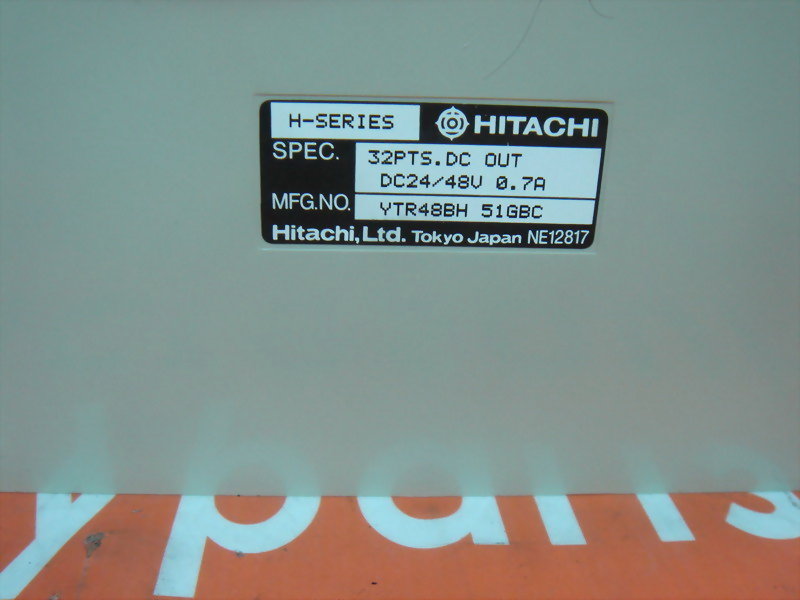 H-SERIES HITACHI
SPEC. 32PTS.DC OUT
DC24/48V 0.7A
MFG.NO. YTR48BH 51GBC
Hitachi,Ltd. Tokyo Japan NE12817
yparts